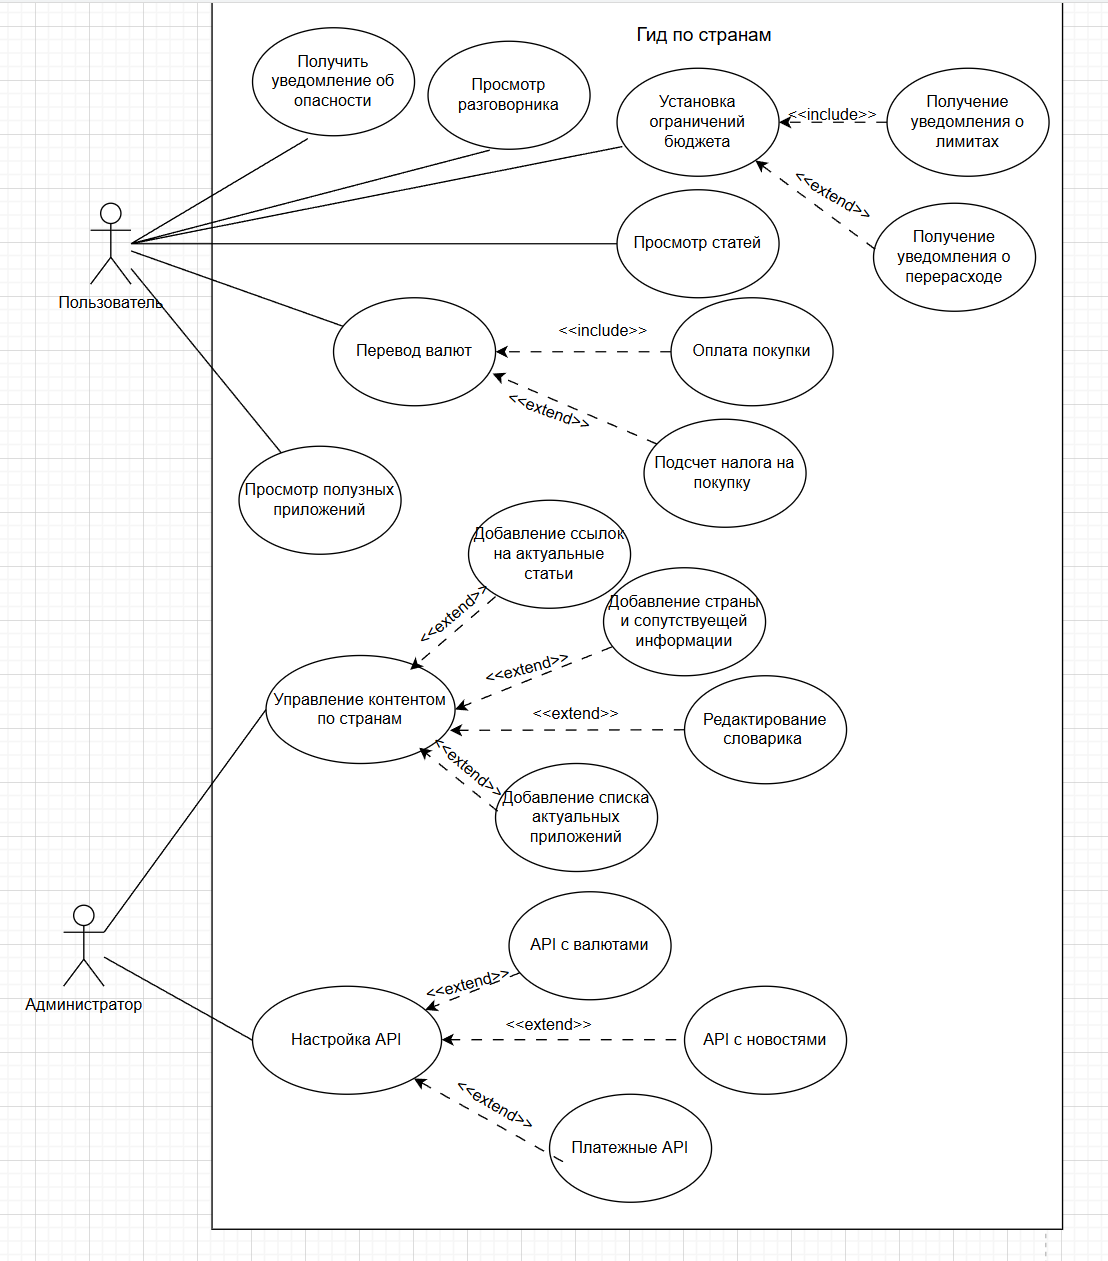 Гид по странам
Получить
уведомление об
опасности
Просмотр
разговорника
Установка
ограничений
бюджета
<<include>>
Получение
уведомления о
лимитах
<<extend>>
Получение
уведомления о
перерасходе
Просмотр статей
Пользователь
Перевод валют
<<include>>
Оплата покупки
<<extend>>
Подсчет налога на
покупку
Просмотр полузных
приложений
Добавление ссылок
на актуальные
статьи
<<extend>>
Добавление страны
и сопутствуещей
информации
<<extend>>
Управление контентом
по странам
<<extend>>
Редактирование
словарика
<<extend>>
Добавление списка
актуальных
приложений
Администратор
API с валютами
<<extend>>
Настройка API
<<extend>>
API с новостями
<<extend>>
Платежные API